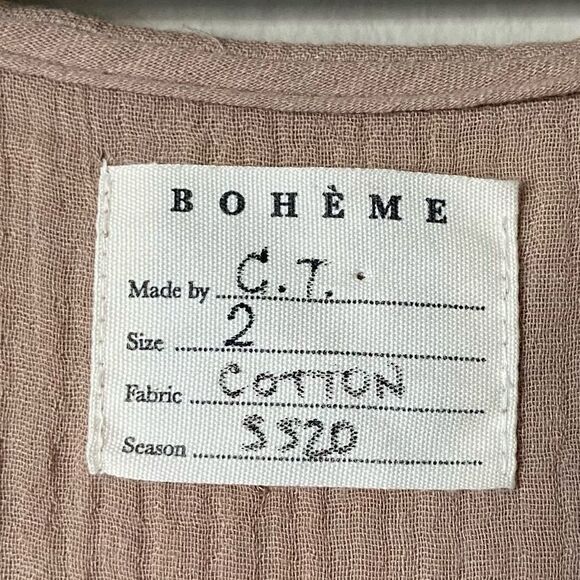 BOHÈME
Made by C.T.
Size 2
Fabric COTTON
Season SS20